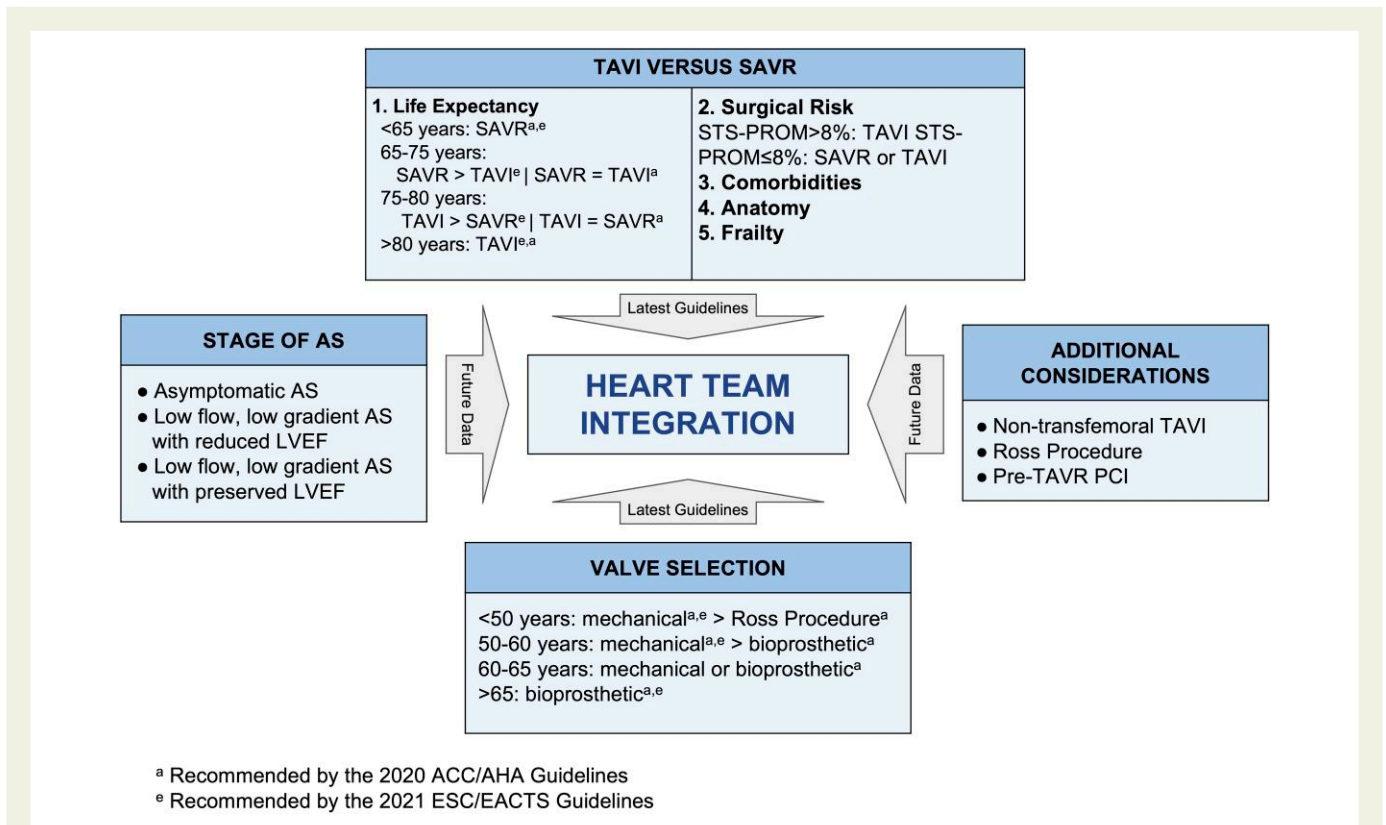 TAVI VERSUS SAVR
1. Life Expectancy
<65 years: SAVRᵃ,ᵉ
65-75 years:
SAVR > TAVIᵉ | SAVR = TAVIᵃ
75-80 years:
TAVI > SAVRᵉ | TAVI = SAVRᵃ
>80 years: TAVIᵉ,ᵃ
2. Surgical Risk
STS-PROM>8%: TAVI STS-
PROM≤8%: SAVR or TAVI
3. Comorbidities
4. Anatomy
5. Frailty
Latest Guidelines
STAGE OF AS
● Asymptomatic AS
● Low flow, low gradient AS
with reduced LVEF
● Low flow, low gradient AS
with preserved LVEF
Future Data
HEART TEAM
INTEGRATION
Future Data
ADDITIONAL
CONSIDERATIONS
● Non-transfemoral TAVI
● Ross Procedure
● Pre-TAVR PCI
Latest Guidelines
VALVE SELECTION
<50 years: mechanicalᵃ,ᵉ > Ross Procedureᵃ
50-60 years: mechanicalᵃ,ᵉ > bioprostheticᵃ
60-65 years: mechanical or bioprostheticᵃ
>65: bioprostheticᵃ,ᵉ
ᵃ Recommended by the 2020 ACC/AHA Guidelines
ᵉ Recommended by the 2021 ESC/EACTS Guidelines